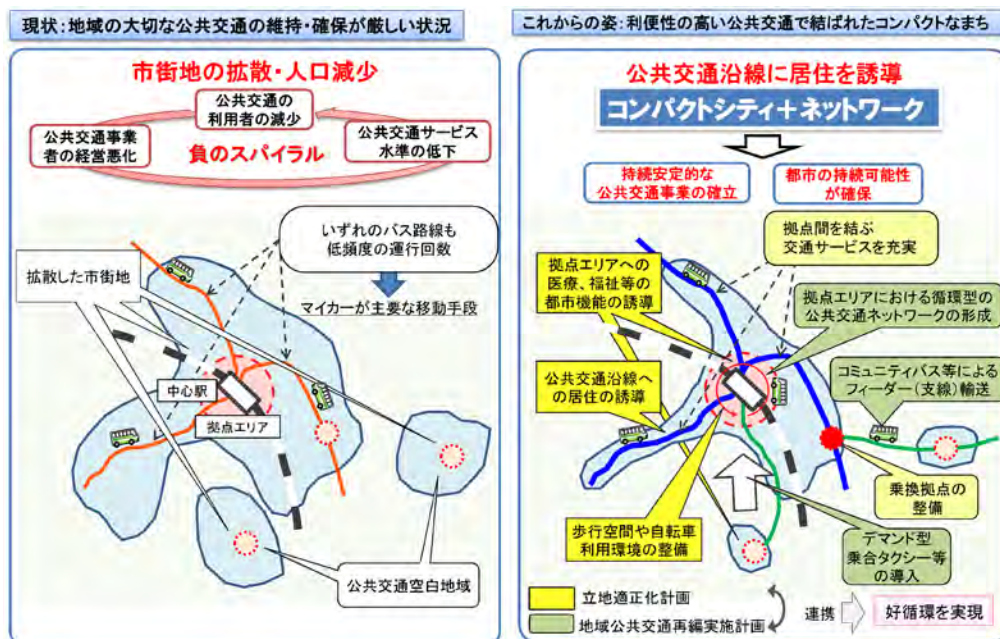 現状:地域の大切な公共交通の維持・確保が厳しい状況
市街地の拡散・人口減少
公共交通の
利用者の減少
公共交通事業
者の経営悪化
負のスパイラル
公共交通サービス
水準の低下
いずれのバス路線も
低頻度の運行回数
拡散した市街地
マイカーが主要な移動手段
中心駅
拠点エリア
公共交通空白地域
これからの姿:利便性の高い公共交通で結ばれたコンパクトなまち
公共交通沿線に居住を誘導
コンパクトシティ+ネットワーク
持続安定的な
公共交通事業の確立
都市の持続可能性
が確保
拠点間を結ぶ
交通サービスを充実
拠点エリアへの
医療、福祉等の
都市機能の誘導
拠点エリアにおける循環型の
公共交通ネットワークの形成
公共交通沿線へ
の居住の誘導
コミュニティバス等による
フィーダー(支線)輸送
乗換拠点の
整備
歩行空間や自転車
利用環境の整備
デマンド型
乗合タクシー等
の導入
立地適正化計画
地域公共交通再編実施計画
連携
好循環を実現